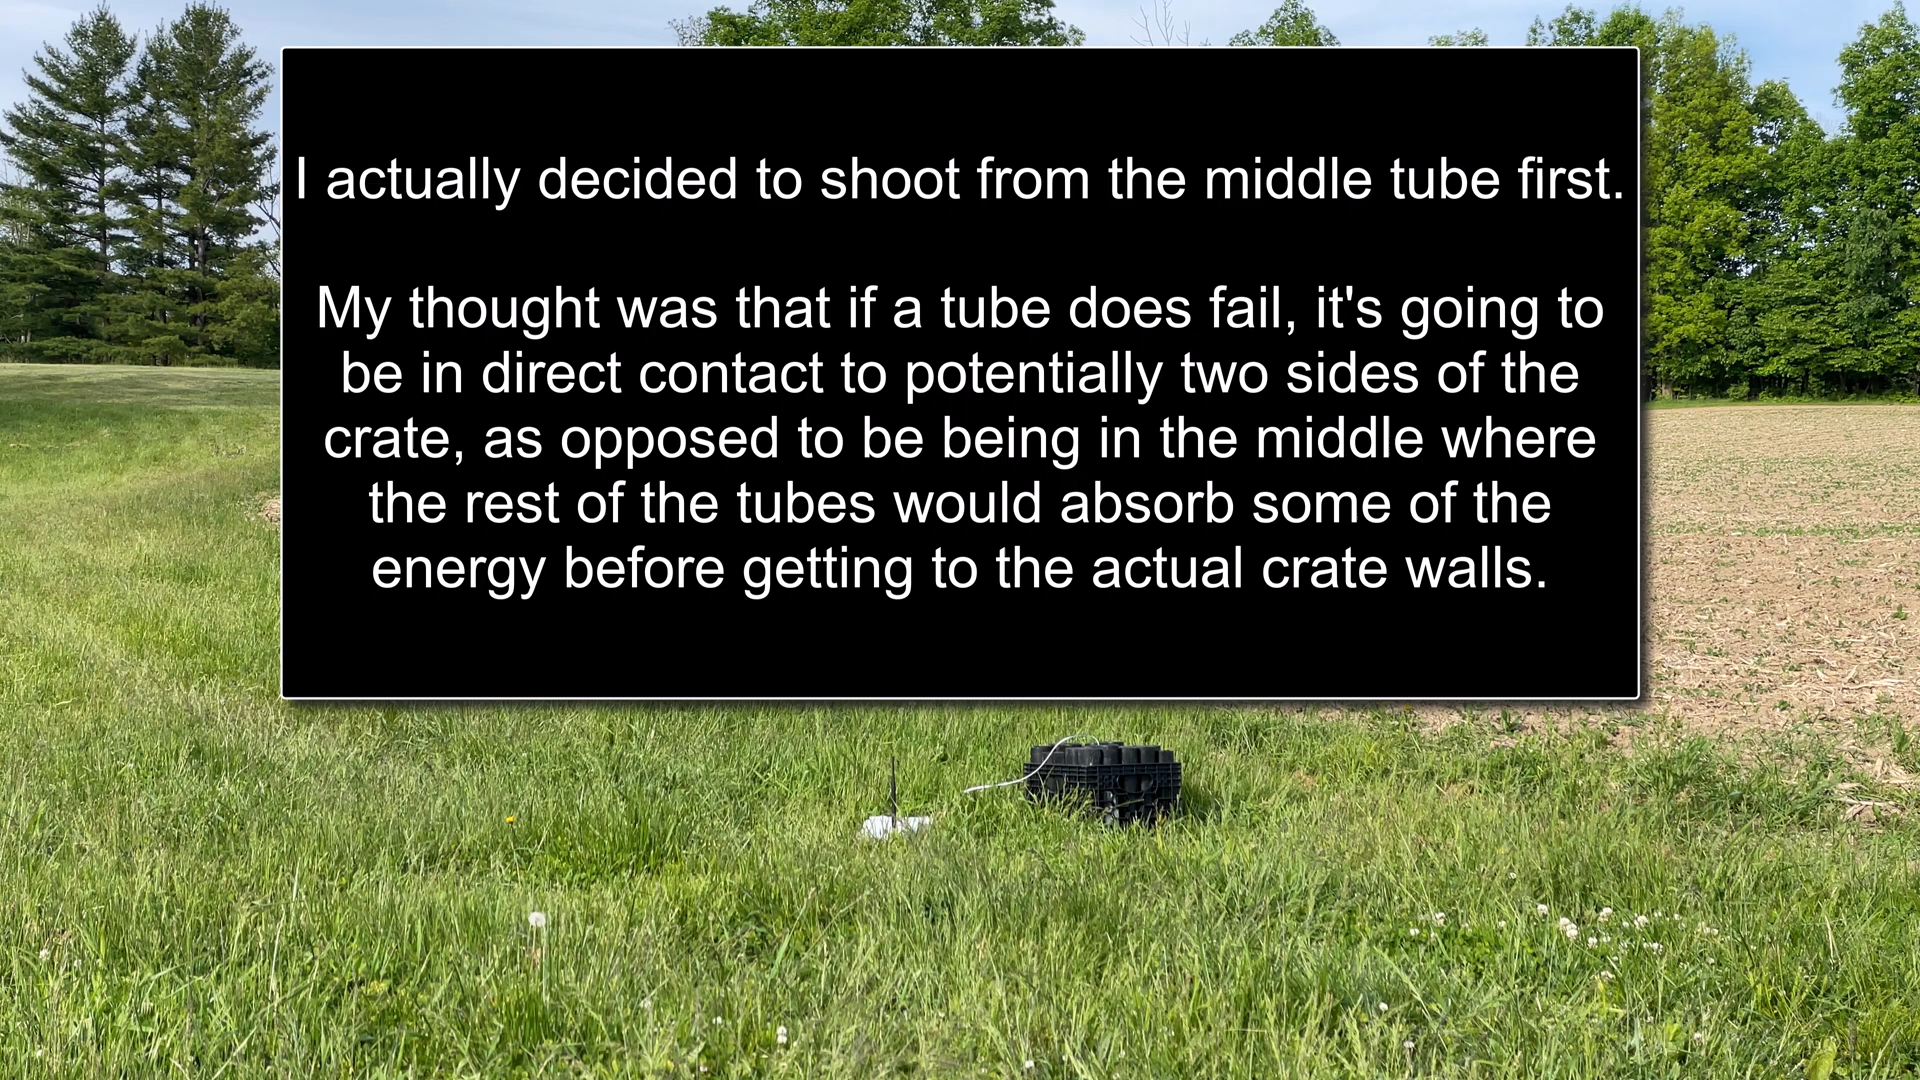 I actually decided to shoot from the middle tube first.
My thought was that if a tube does fail, it's going to
be in direct contact to potentially two sides of the
crate, as opposed to be being in the middle where
the rest of the tubes would absorb some of the
energy before getting to the actual crate walls.